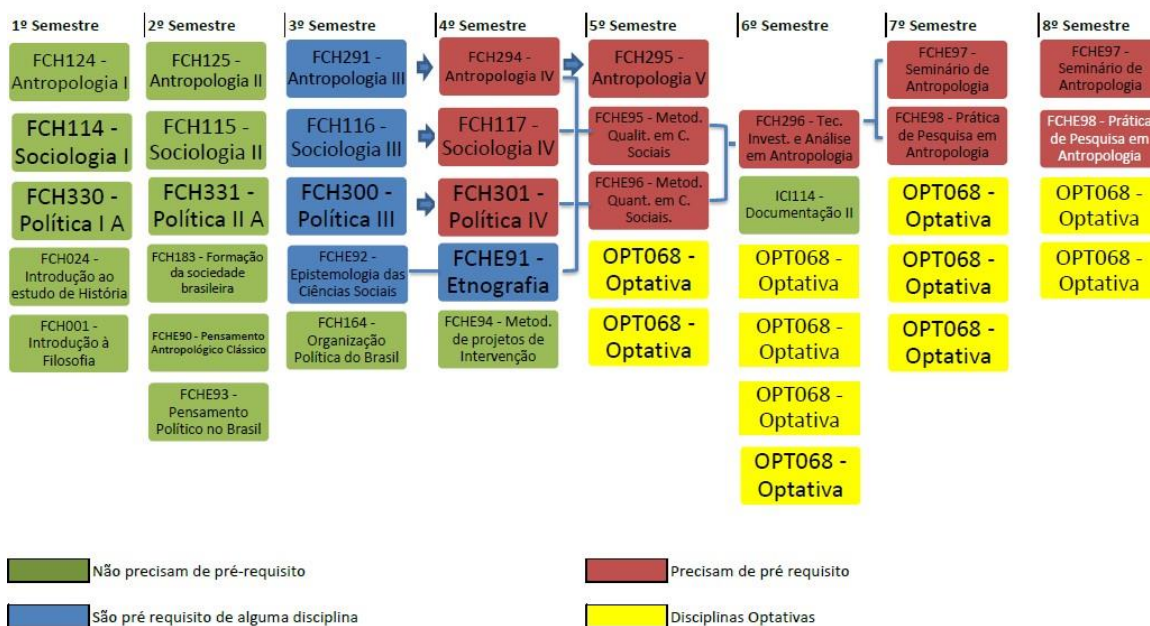 1º Semestre
2º Semestre
3º Semestre
4º Semestre
5º Semestre
6º Semestre
7º Semestre
8º Semestre
FCH124 -
Antropologia I
FCH114 -
Sociologia I
FCH330 -
Política I A
FCH024 -
Introdução ao
estudo de História
FCH001 -
Introdução à
Filosofia
FCH125 -
Antropologia II
FCH115 -
Sociologia II
FCH331 -
Política II A
FCH183 - Formação
da sociedade
brasileira
FCHE90 - Pensamento
Antropológico Clássico
FCHE93 -
Pensamento
Político no Brasil
FCH291 -
Antropologia III
FCH116 -
Sociologia III
FCH300 -
Política III
FCHE92 -
Epistemologia das
Ciências Sociais
FCH164 -
Organização
Política do Brasil
FCH294 -
Antropologia IV
FCH117 -
Sociologia IV
FCH301 -
Política IV
FCHE91 -
Etnografia
FCHE94 - Metod.
de projetos de
Intervenção
FCH295 -
Antropologia V
FCHE95 - Metod.
Qualit. em C.
Sociais
FCHE96 - Metod.
Quant. em C.
Sociais.
OPT068 -
Optativa
OPT068 -
Optativa
FCH296 - Tec.
Invest. e Análise
em Antropologia
ICI114 -
Documentação II
OPT068 -
Optativa
OPT068 -
Optativa
OPT068 -
Optativa
OPT068 -
Optativa
FCHE97 -
Seminário de
Antropologia
FCHE98 - Prática
de Pesquisa em
Antropologia
OPT068 -
Optativa
OPT068 -
Optativa
OPT068 -
Optativa
FCHE97 -
Seminário de
Antropologia
FCHE98 - Prática
de Pesquisa em
Antropologia
OPT068 -
Optativa
OPT068 -
Optativa
Não precisam de pré-requisito
Precisam de pré requisito
São pré requisito de alguma disciplina
Disciplinas Optativas